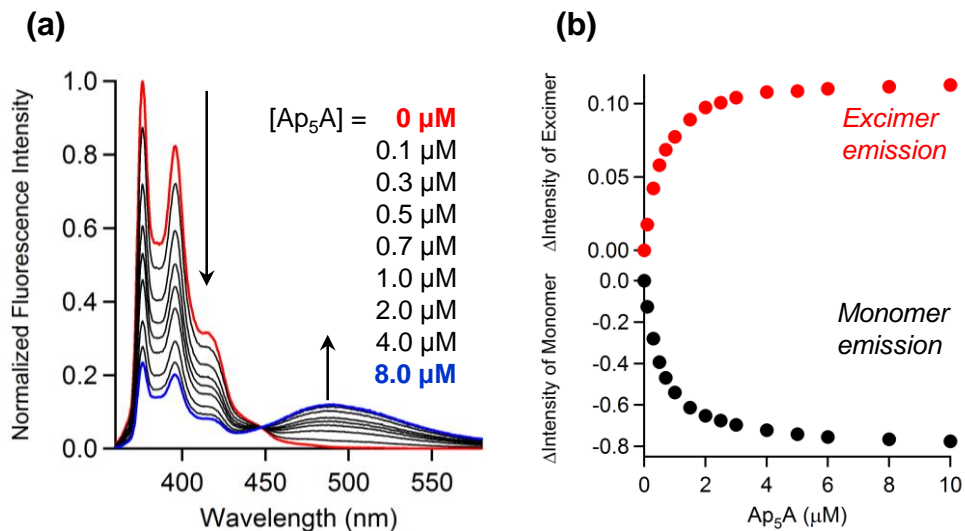 (a)
Normalized Fluorescence Intensity
1.0
0.8
0.6
0.4
0.2
0.0
[Ap₅A] = 0 µM
0.1 µM
0.3 µM
0.5 µM
0.7 µM
1.0 µM
2.0 µM
4.0 µM
8.0 µM
400 450 500 550
Wavelength (nm)
(b)
ΔIntensity of Excimer
0.10
0.05
0.00
Excimer
emission
ΔIntensity of Monomer
0.0
-0.2
-0.4
-0.6
-0.8
Monomer
emission
0 2 4 6 8 10
Ap₅A (µM)